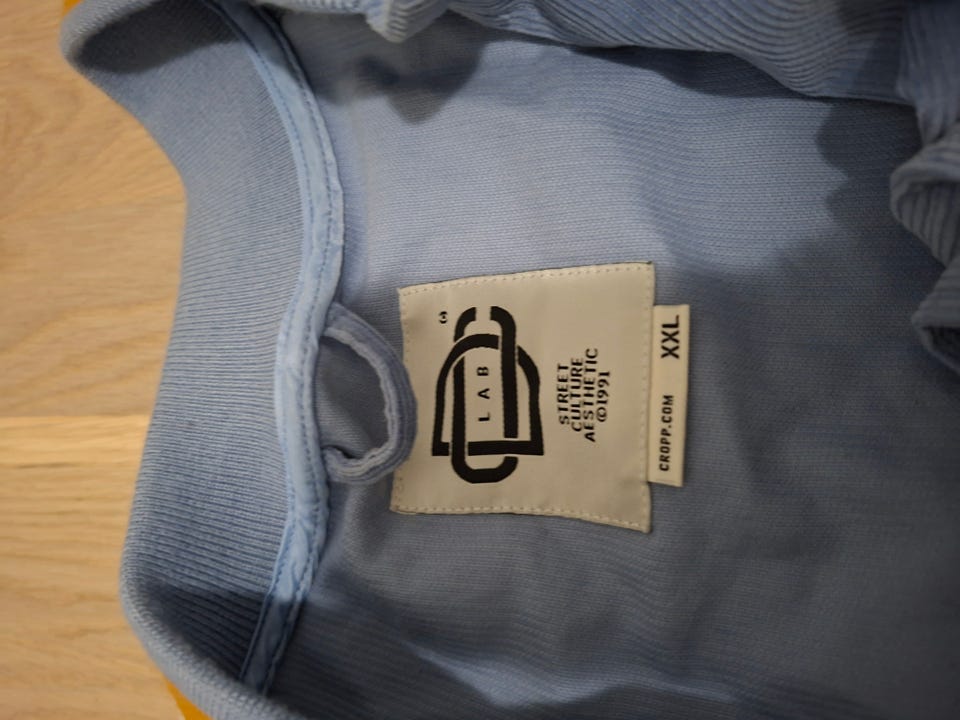 LAB
STREET
CULTURE
AESTHETIC
©1991
CROPP.COM XXL